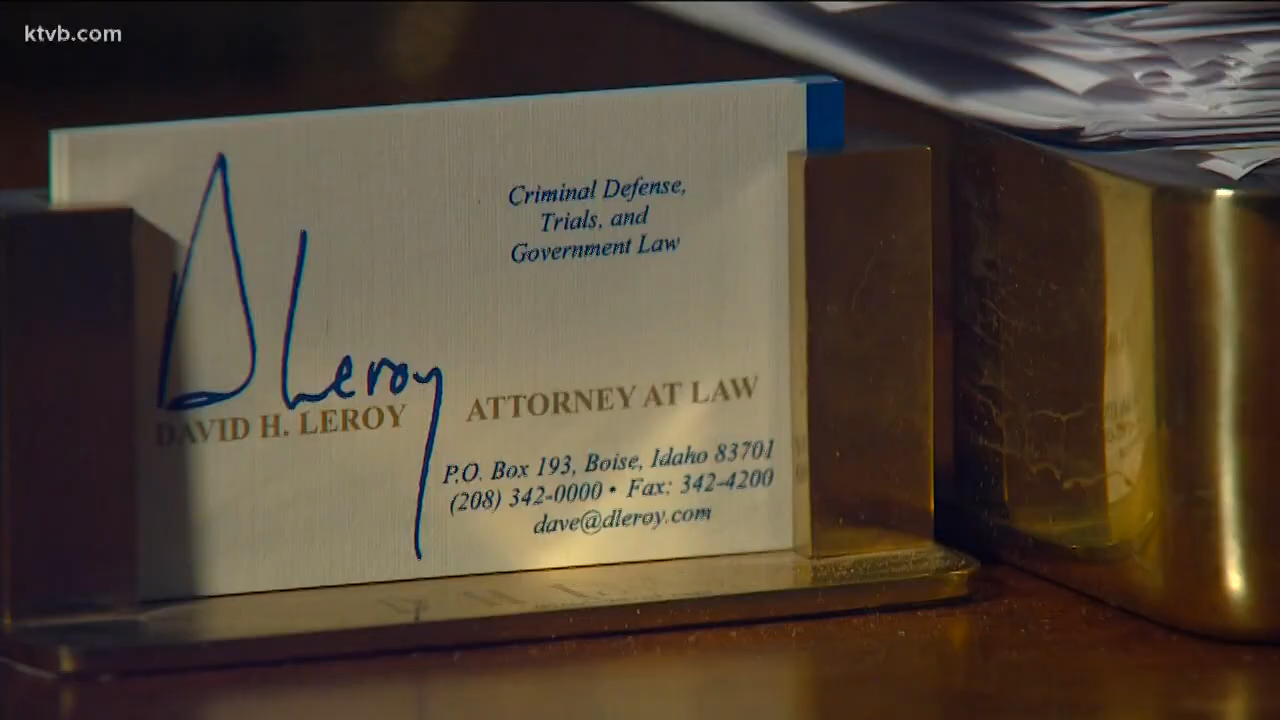 ktvb.com
Criminal Defense,
Trials, and
Government Law
D Leroy
DAVID H. LEROY
ATTORNEY AT LAW
P.O. Box 193, Boise, Idaho 83701
(208) 342-0000 • Fax: 342-4200
dave@dleroy.com